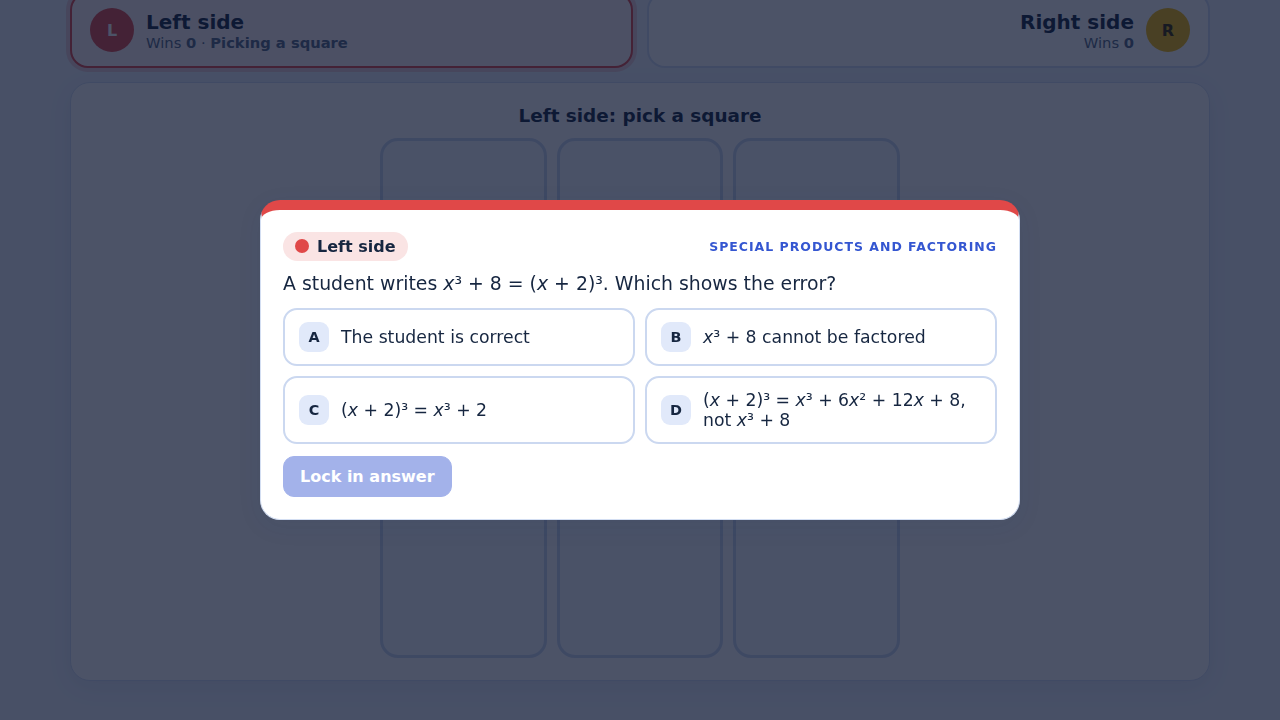 L
Left side
Wins 0 · Picking a square
Right side
Wins 0
R
Left side: pick a square
Left side
SPECIAL PRODUCTS AND FACTORING
A student writes x³ + 8 = (x + 2)³. Which shows the error?
A
The student is correct
B
x³ + 8 cannot be factored
C
(x + 2)³ = x³ + 2
D
(x + 2)³ = x³ + 6x² + 12x + 8,
not x³ + 8
Lock in answer